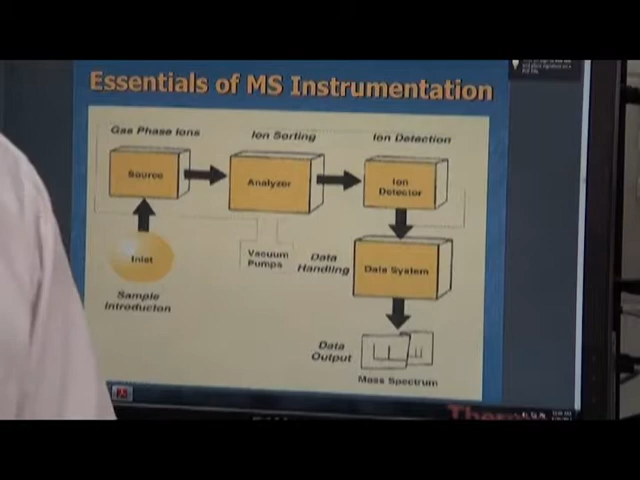 Essentials of MS Instrumentation
Gas Phase Ions
Ion Sorting
Ion Detection
Source
Analyzer
Ion
Detector
Inlet
Vacuum
Pumps
Data
Handling
Data System
Sample
Introduction
Data
Output
Mass Spectrum